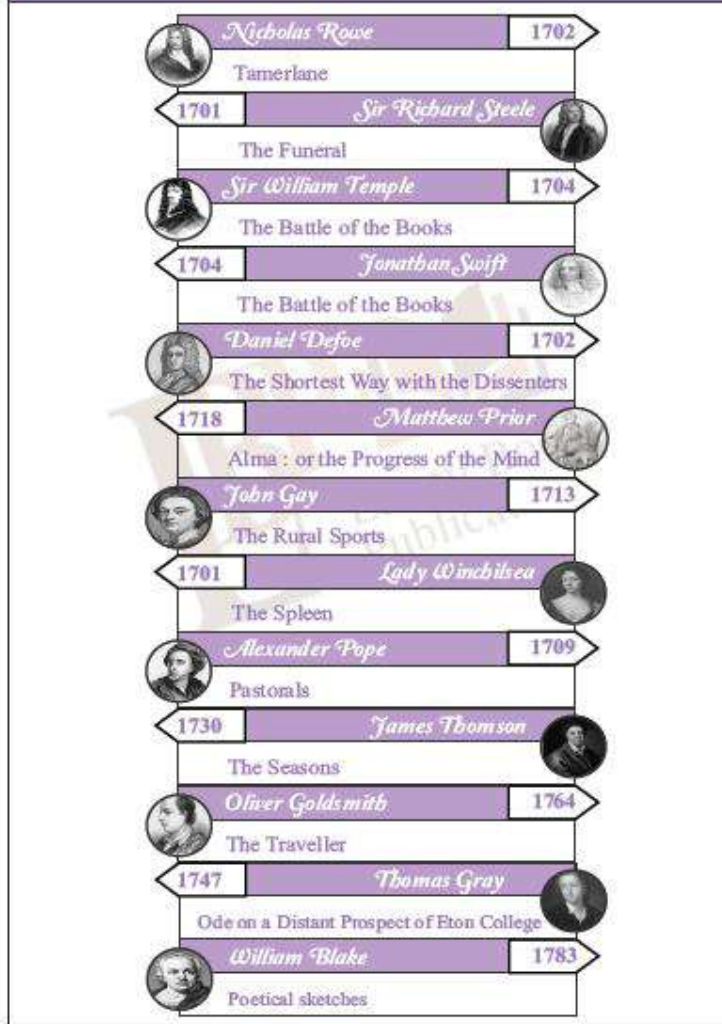 Nicholas Rowe 1702
Tamerlane
1701 Sir Richard Steele
The Funeral
Sir William Temple 1704
The Battle of the Books
1704 Jonathan Swift
The Battle of the Books
Daniel Defoe 1702
The Shortest Way with the Dissenters
1718 Matthew Prior
Alma : or the Progress of the Mind
John Gay 1713
The Rural Sports
1701 Lady Winchilsea
The Spleen
Alexander Pope 1709
Pastorals
1730 James Thomson
The Seasons
Oliver Goldsmith 1764
The Traveller
1747 Thomas Gray
Ode on a Distant Prospect of Eton College
William Blake 1783
Poetical sketches